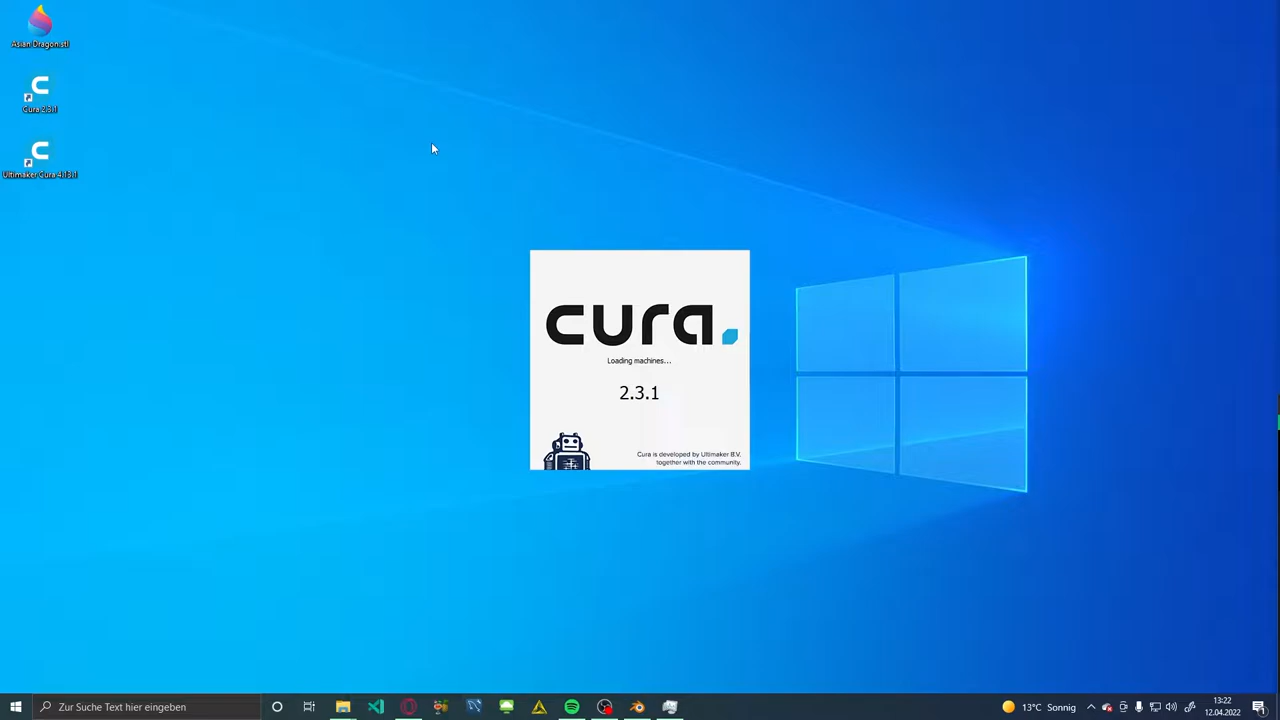 Asian Dragon.stl
Cura 2.3.1
Ultimaker Cura 4.13.1
cura.
Loading machines...
2.3.1
Cura is developed by Ultimaker B.V.
together with the community.
Zur Suche Text hier eingeben
13°C Sonnig
13:22
12.04.2022